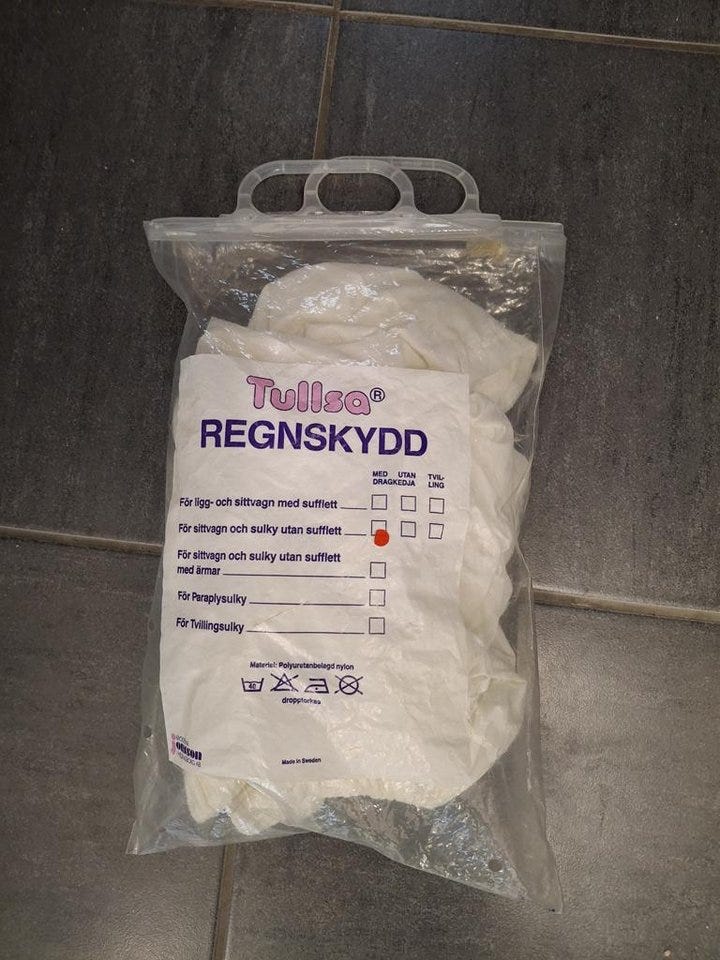 Tullsa®
REGNSKYDD
MED UTAN TVIL-
DRAGKEDJA LING
För ligg- och sittvagn med sufflett
För sittvagn och sulky utan sufflett
För sittvagn och sulky utan sufflett
med ärmar
För Paraplysulky
För Tvillingsulky
Material: Polyuretanbelagd nylon
40
dropptorkas
Made in Sweden